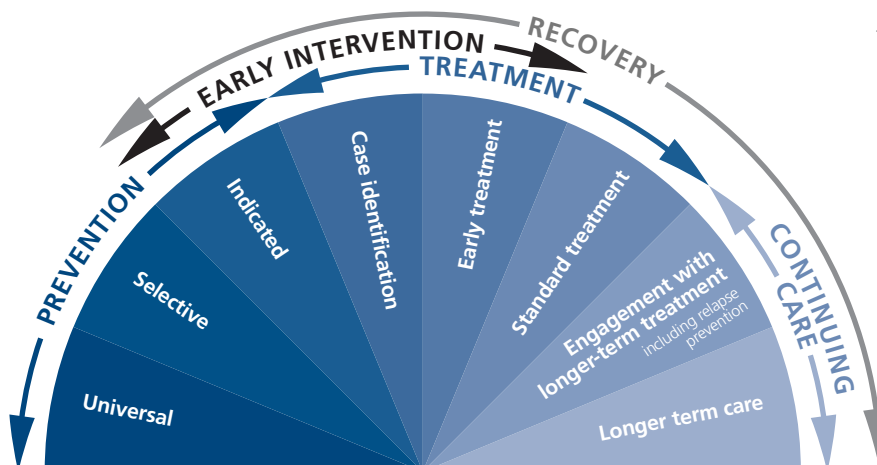 RECOVERY
EARLY INTERVENTION
TREATMENT
PREVENTION
CONTINUING
CARE
Universal
Selective
Indicated
Case identification
Early treatment
Standard treatment
Engagement with
longer-term treatment
including relapse
prevention
Longer term care